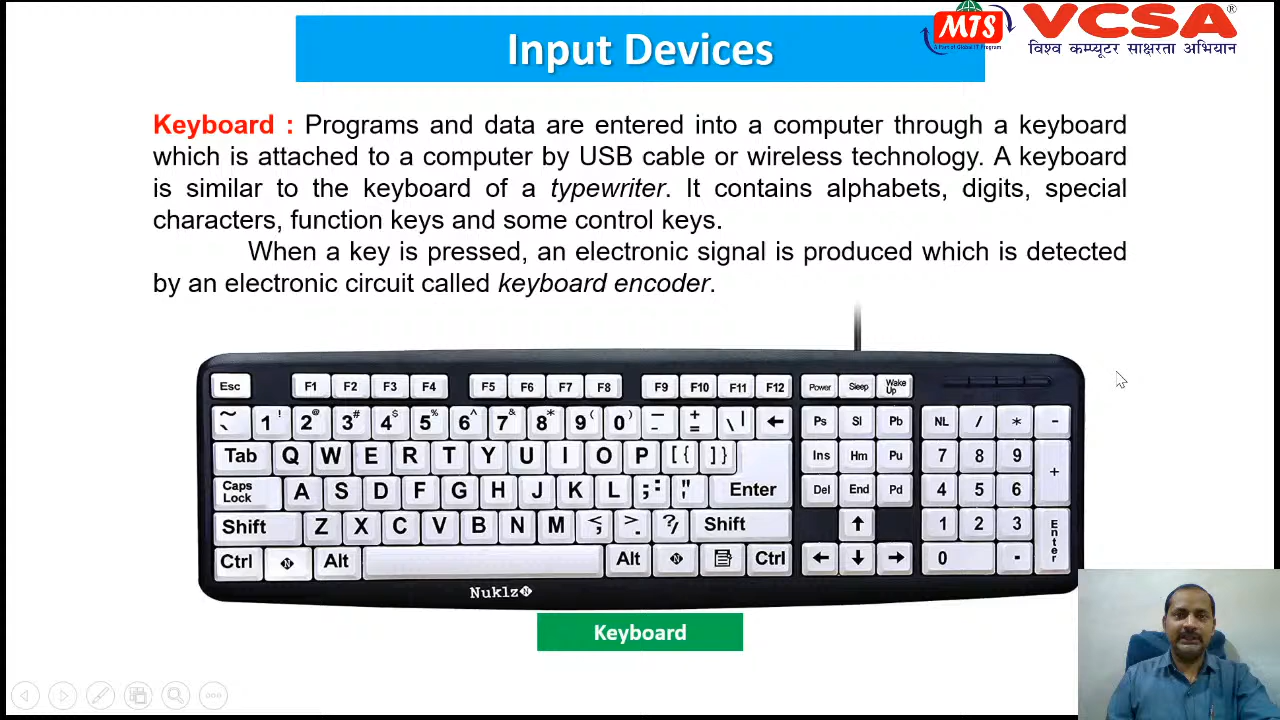 Input Devices
MTS
A Part of Global IT Program
VCSA®
विश्व कम्प्यूटर साक्षरता अभियान
Keyboard : Programs and data are entered into a computer through a keyboard
which is attached to a computer by USB cable or wireless technology. A keyboard
is similar to the keyboard of a typewriter. It contains alphabets, digits, special
characters, function keys and some control keys.
When a key is pressed, an electronic signal is produced which is detected
by an electronic circuit called keyboard encoder.
Esc F1 F2 F3 F4 F5 F6 F7 F8 F9 F10 F11 F12 Power Sleep Wake Up
~ ` 1 ! 2 @ 3 # 4 $ 5 % 6 ^ 7 & 8 * 9 ( 0 ) _ - + = \ | ← Ps Sl Pb NL / * -
Tab Q W E R T Y U I O P [ { ] } Ins Hm Pu 7 8 9 +
Caps Lock A S D F G H J K L ; : " ' Enter Del End Pd 4 5 6
Shift Z X C V B N M < , > . ? / Shift ↑ 1 2 3 Enter
Ctrl N Alt Alt N Ctrl ← ↓ → 0 -
Nuklz N
Keyboard